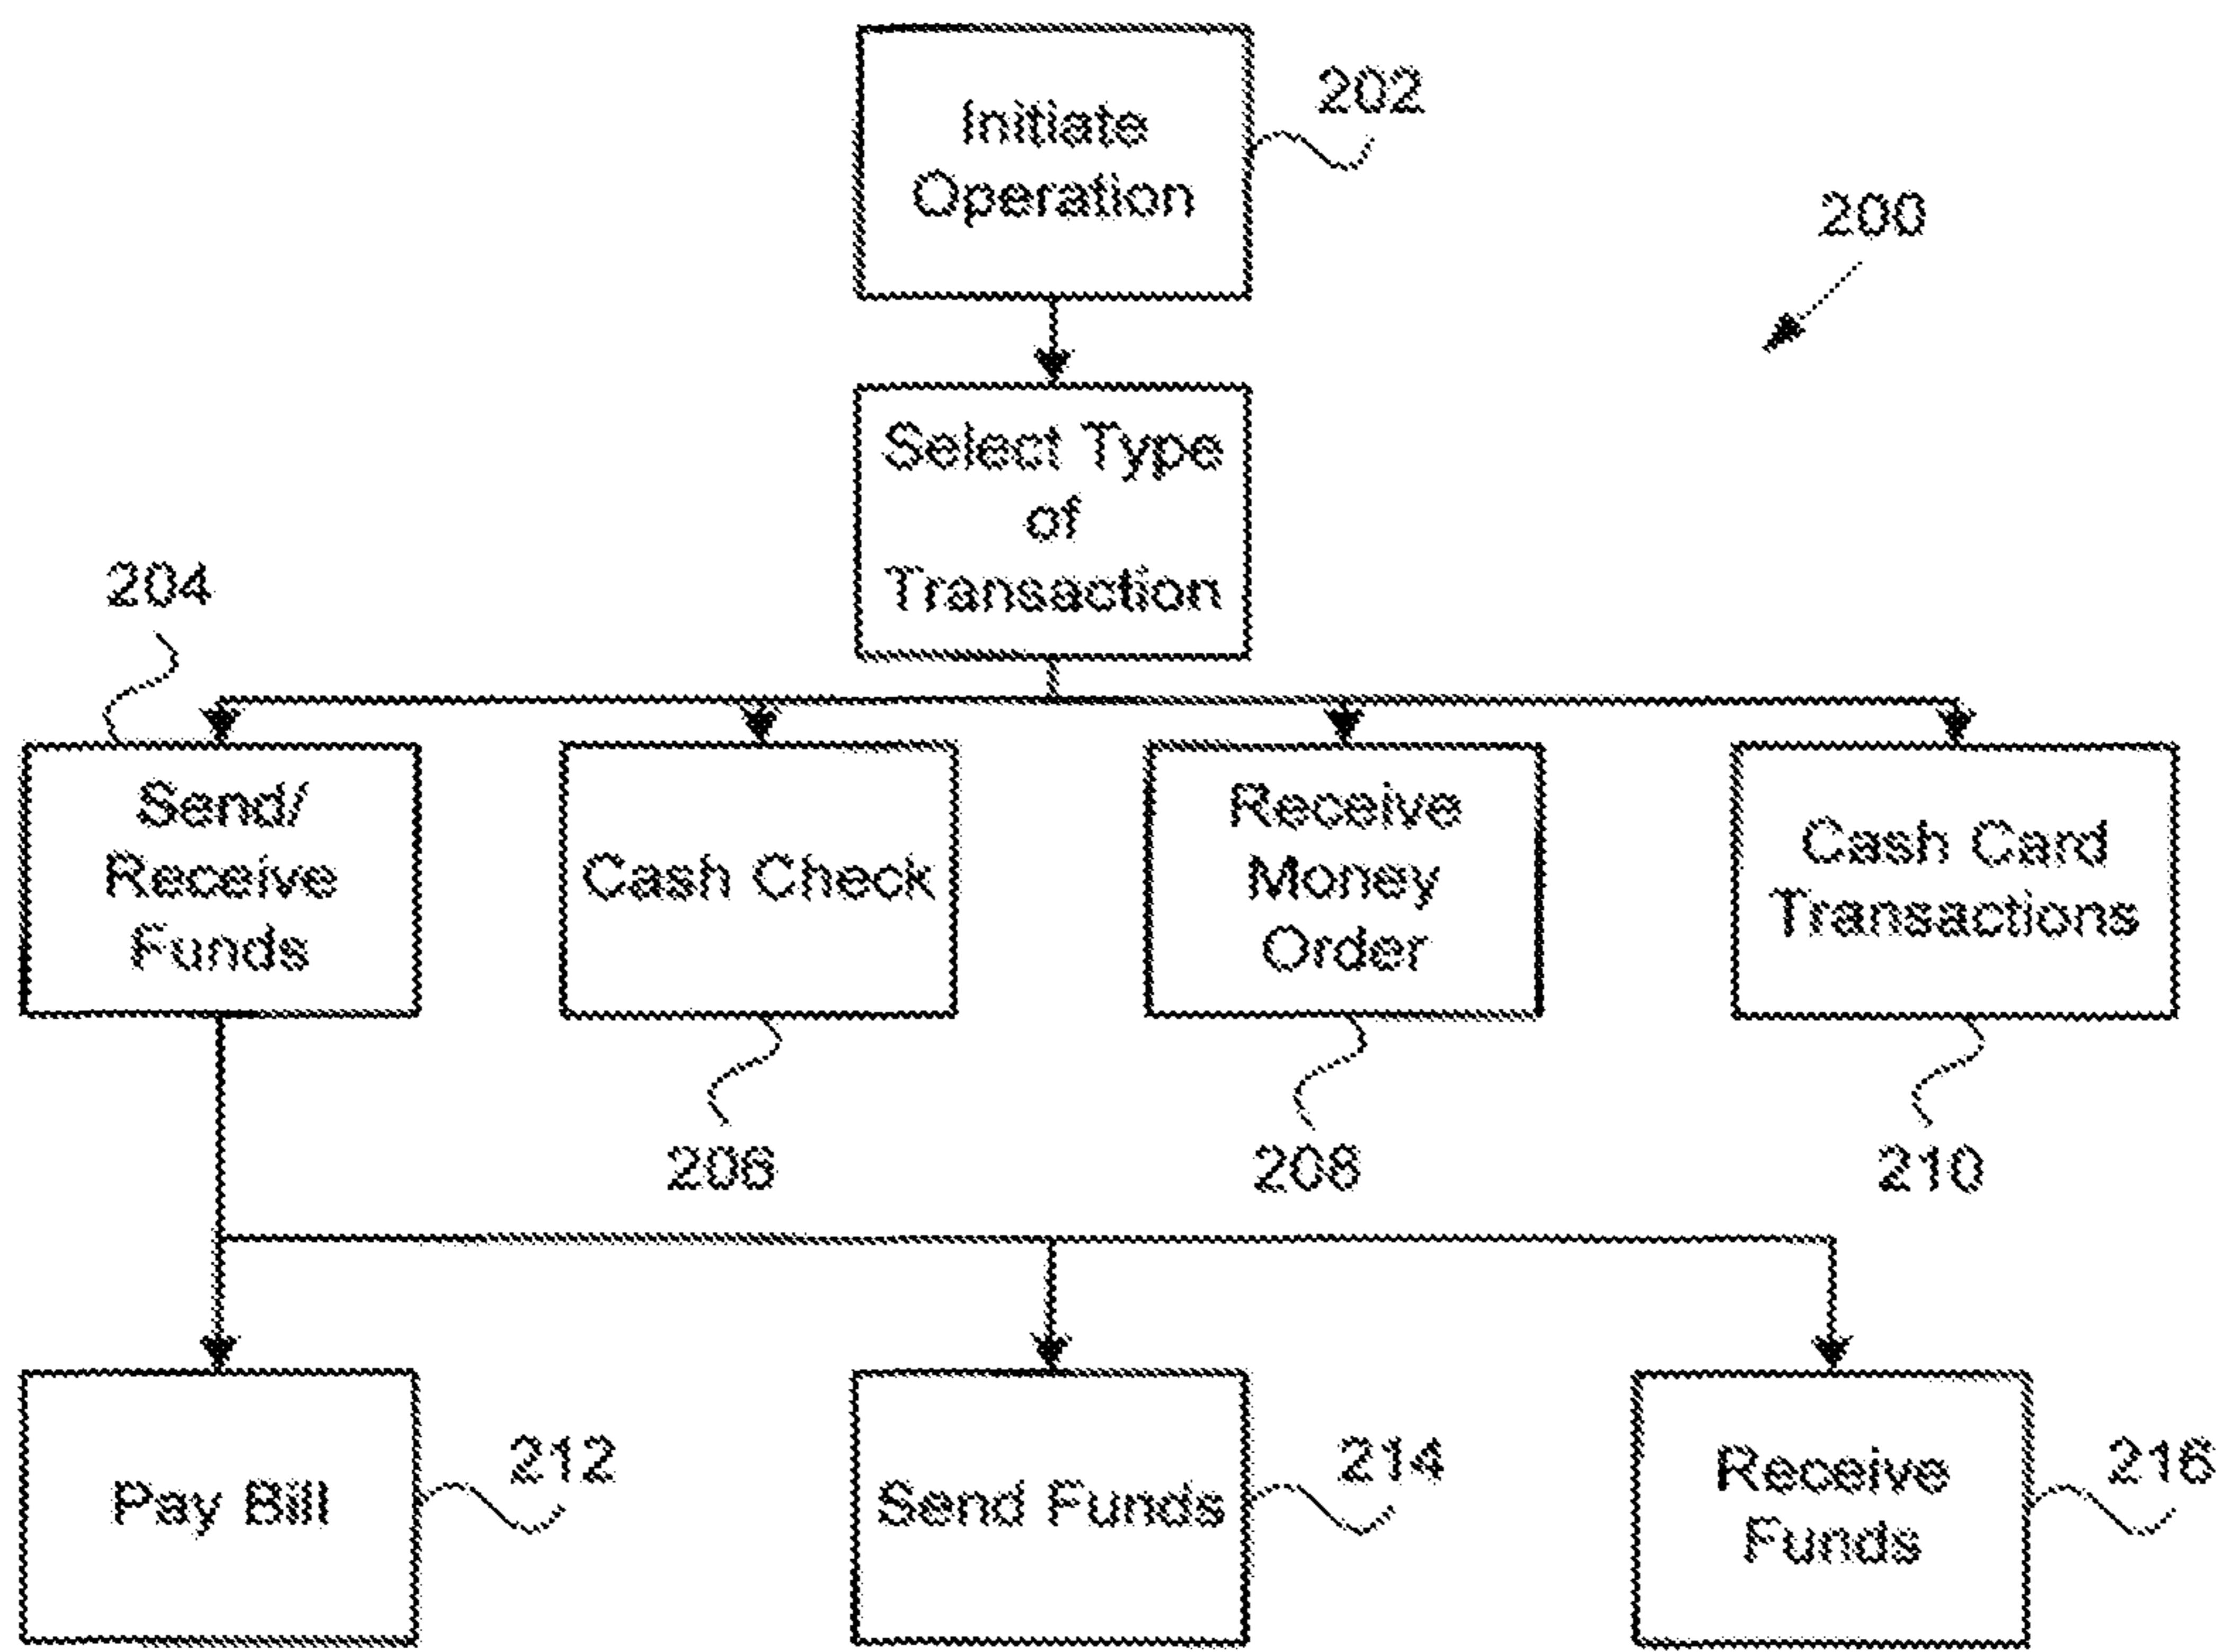 Initiate
Operation
202
200
Select Type
of
Transaction
204
Send/
Receive
Funds
Cash Check
Receive
Money
Order
Cash Card
Transactions
206
208
210
Pay Bill
212
Send Funds
214
Receive
Funds
216